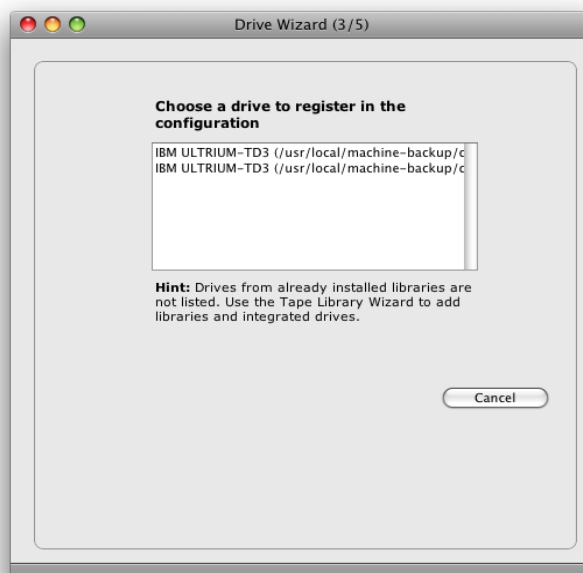 Drive Wizard (3/5)
Choose a drive to register in the
configuration
IBM ULTRIUM-TD3 (/usr/local/machine-backup/c
IBM ULTRIUM-TD3 (/usr/local/machine-backup/c
Hint: Drives from already installed libraries are
not listed. Use the Tape Library Wizard to add
libraries and integrated drives.
Cancel